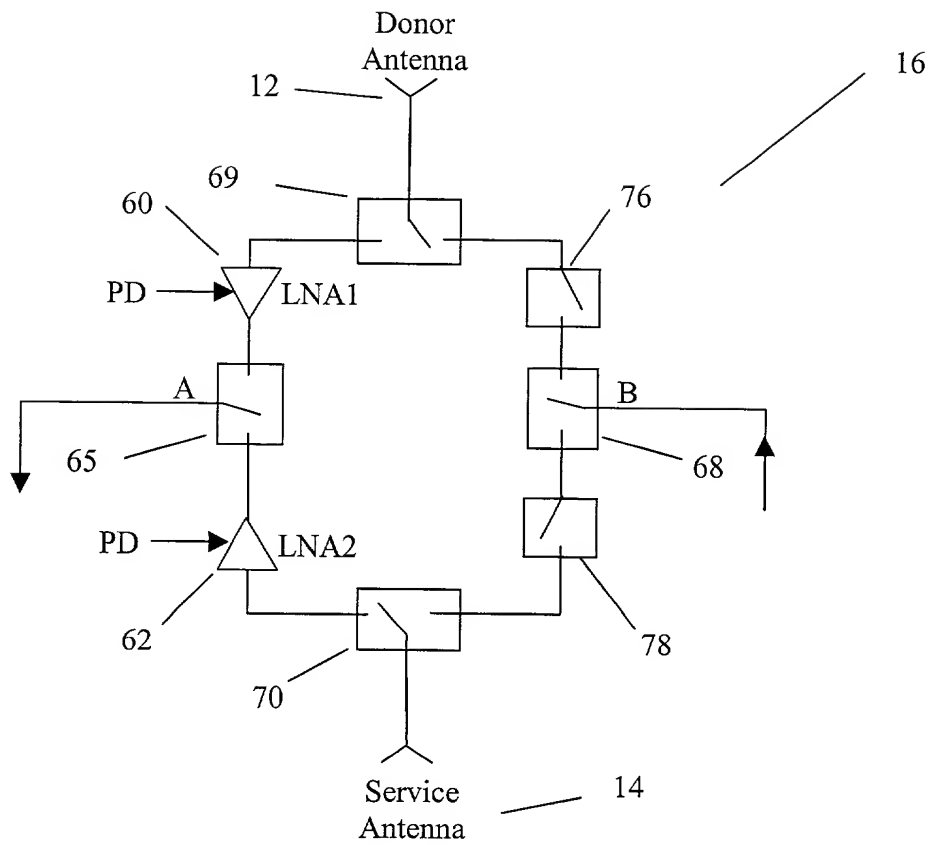 Donor
Antenna
12
16
69
76
60
PD
LNA1
A
B
65
68
PD
LNA2
62
78
70
Service
Antenna
14